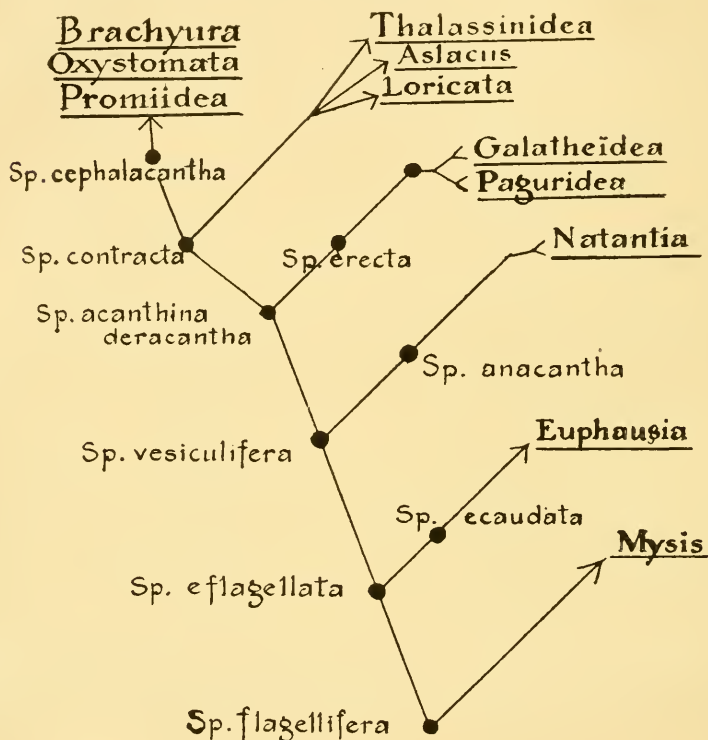 Brachyura
Oxystomata
Promiidea
Thalassinidea
Aslacus
Loricata
Sp. cephalacantha
Galatheïdea
Paguridea
Sp. contracta
Sp. erecta
Natantia
Sp. acanthina
deracantha
Sp. anacantha
Sp. vesiculifera
Euphausia
Sp. ecaudata
Mysis
Sp. eflagellata
Sp. flagellifera